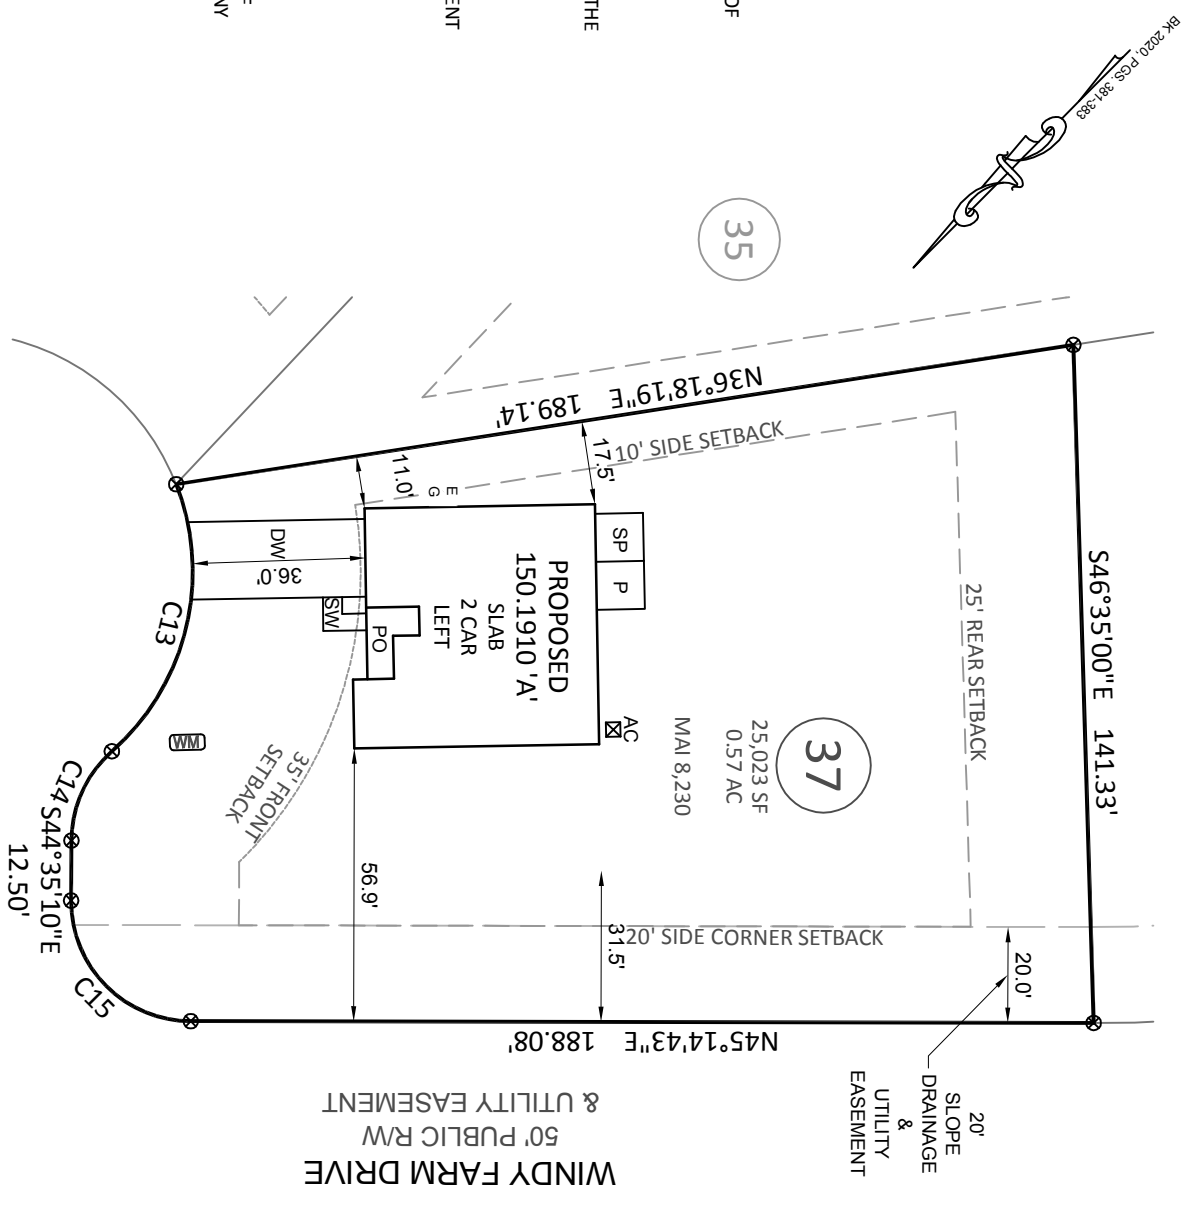 OF
THE
ENT
NY
BK 2020, PGS. 381-383
35
N36°18'19"E 189.14'
10' SIDE SETBACK
17.5'
11.0'
E
G
S46°35'00"E 141.33'
25' REAR SETBACK
SP
P
DW
36.0'
SW
PO
PROPOSED
150.1910 'A'
SLAB
2 CAR
LEFT
AC
37
25,023 SF
0.57 AC
MAI 8,230
C13
WM
35' FRONT
SETBACK
C14
S44°35'10"E
12.50'
C15
56.9'
31.5'
20' SIDE CORNER SETBACK
20.0'
N45°14'43"E 188.08'
20'
SLOPE
DRAINAGE
&
UTILITY
EASEMENT
WINDY FARM DRIVE
50' PUBLIC R/W
& UTILITY EASEMENT